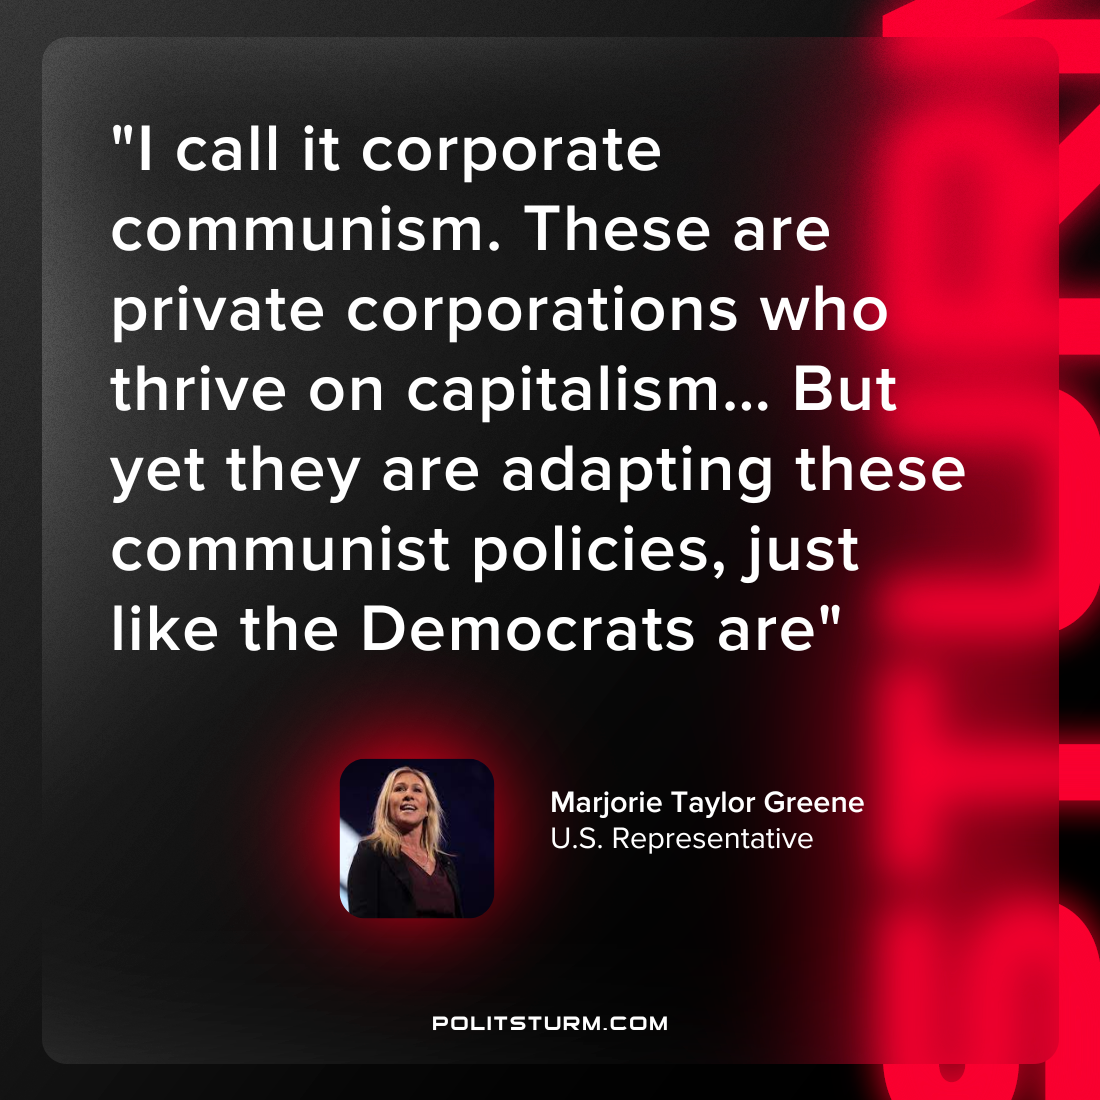 "I call it corporate
communism. These are
private corporations who
thrive on capitalism... But
yet they are adapting these
communist policies, just
like the Democrats are"
Marjorie Taylor Greene
U.S. Representative
POLITSTURM.COM